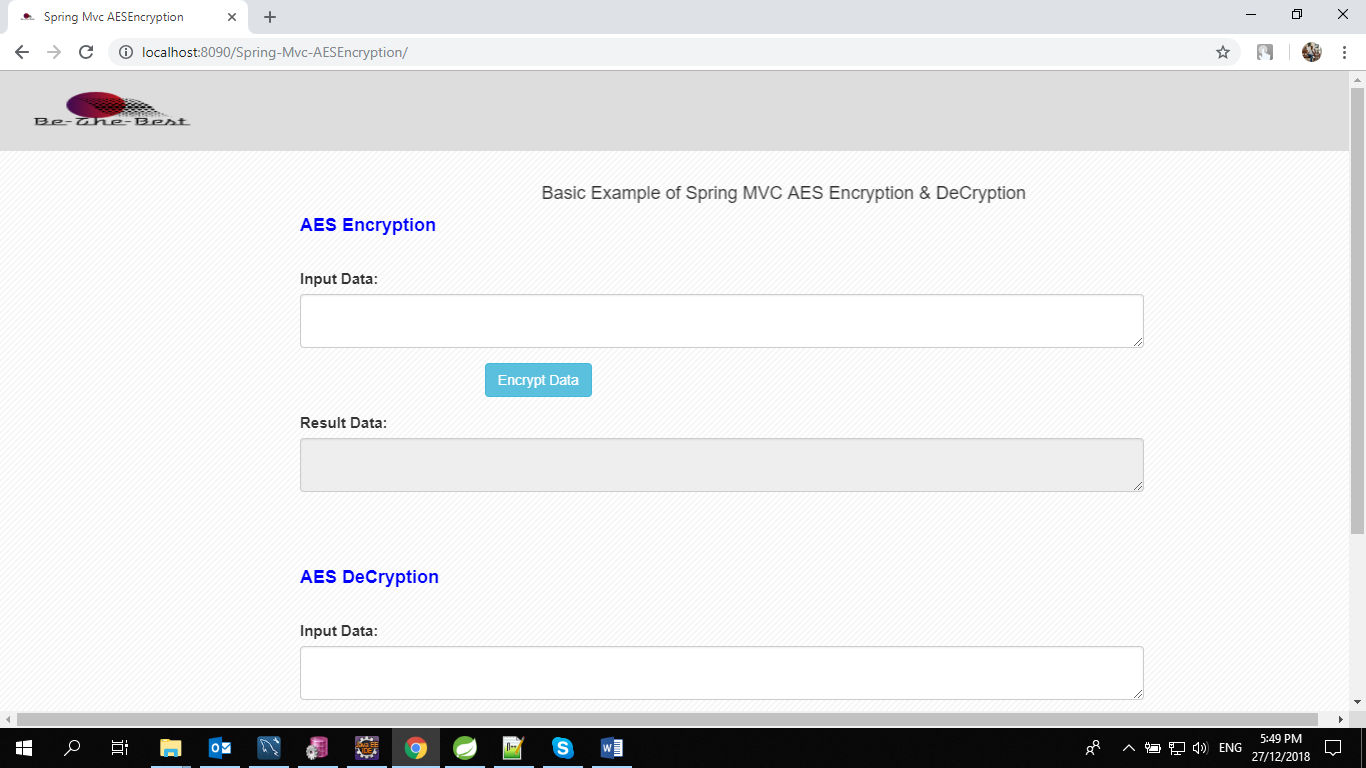 Spring Mvc AESEncryption
localhost:8090/Spring-Mvc-AESEncryption/
Be-The-Best
Basic Example of Spring MVC AES Encryption & DeCryption
AES Encryption
Input Data:
Encrypt Data
Result Data:
AES DeCryption
Input Data:
ENG
5:49 PM
27/12/2018